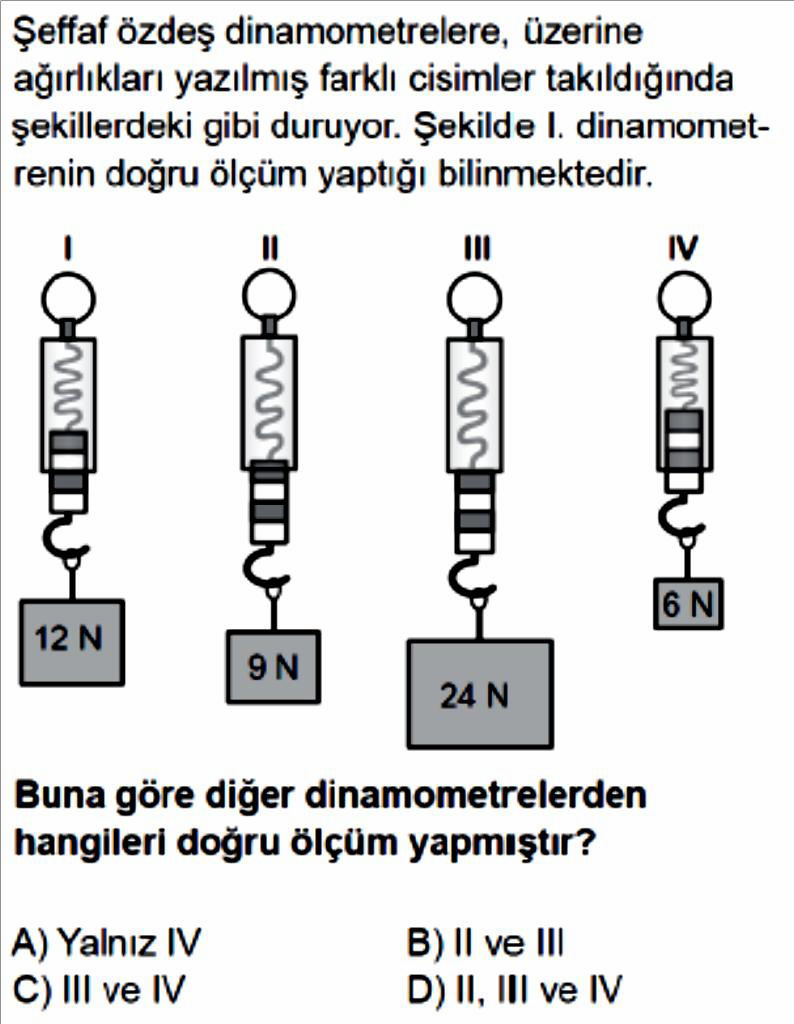 Şeffaf özdeş dinamometrelere, üzerine
ağırlıkları yazılmış farklı cisimler takıldığında
şekillerdeki gibi duruyor. Şekilde I. dinamomet-
renin doğru ölçüm yaptığı bilinmektedir.
I II III IV
12 N 9 N 24 N 6 N
Buna göre diğer dinamometrelerden
hangileri doğru ölçüm yapmıştır?
A) Yalnız IV B) II ve III
C) III ve IV D) II, III ve IV